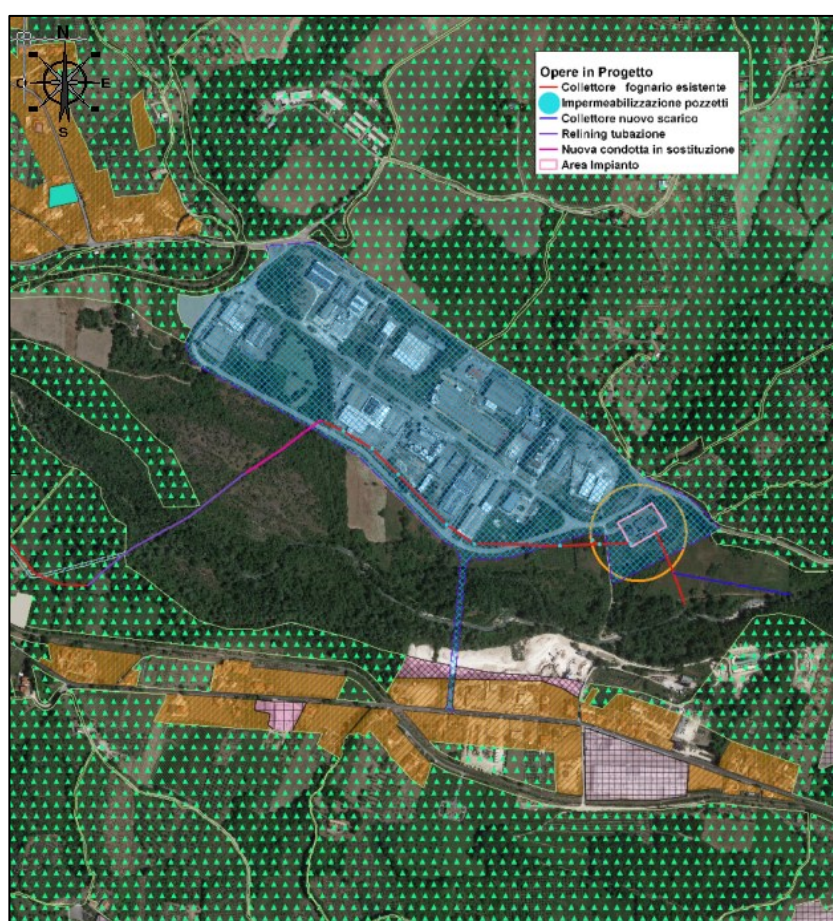 N
O
E
S
Opere in Progetto
Collettore fognario esistente
Impermeabilizzazione pozzetti
Collettore nuovo scarico
Relining tubazione
Nuova condotta in sostituzione
Area Impianto